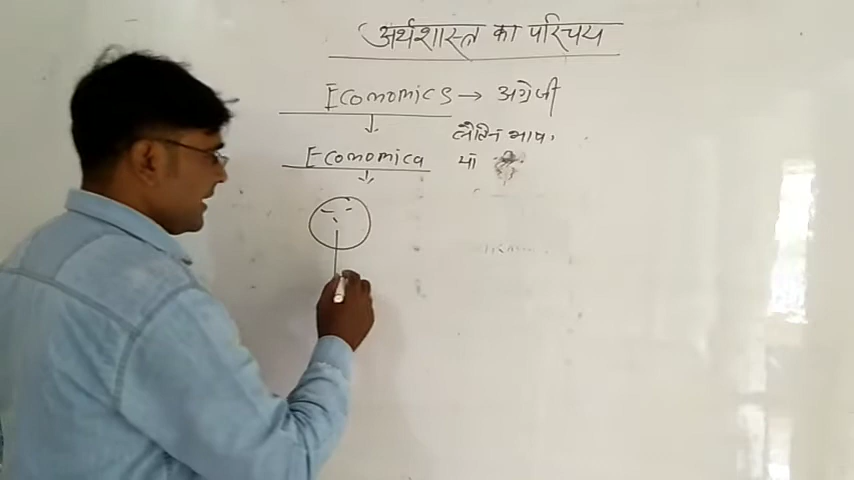 अर्थशास्त्र का परिचय
Economics → अंग्रेजी
लैटिन भाषा
Economica या